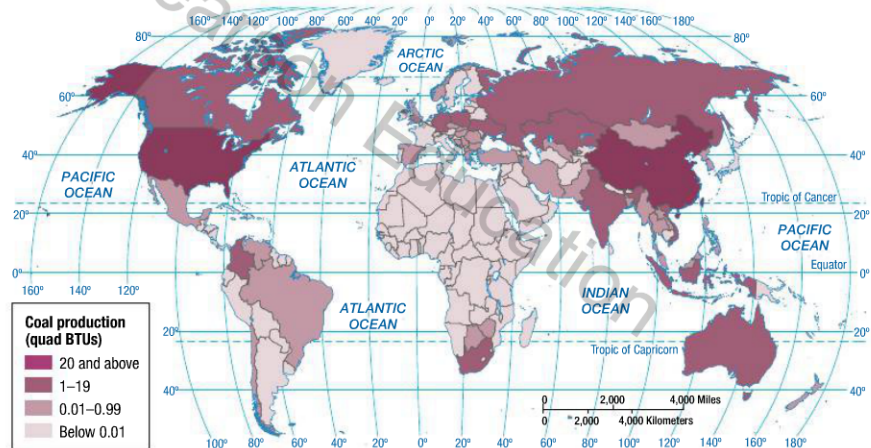 160° 140° 120° 100° 80° 60° 40° 20° 0° 20° 40° 60° 80° 100° 120° 140° 160° 180°
80°
80°
ARCTIC
OCEAN
60°
60°
40°
40°
PACIFIC
OCEAN
ATLANTIC
OCEAN
Tropic of Cancer
20°
20°
PACIFIC
OCEAN
Equator
0°
0°
160° 140° 120°
160° 180°
ATLANTIC
OCEAN
INDIAN
OCEAN
20°
20°
Tropic of Capricorn
40°
40°
Coal production
(quad BTUs)
20 and above
1–19
0.01–0.99
Below 0.01
0 2,000 4,000 Miles
0 2,000 4,000 Kilometers
100° 80° 60° 40° 20° 0° 20° 40° 60° 80° 100° 120° 140° 160° 180°
Education